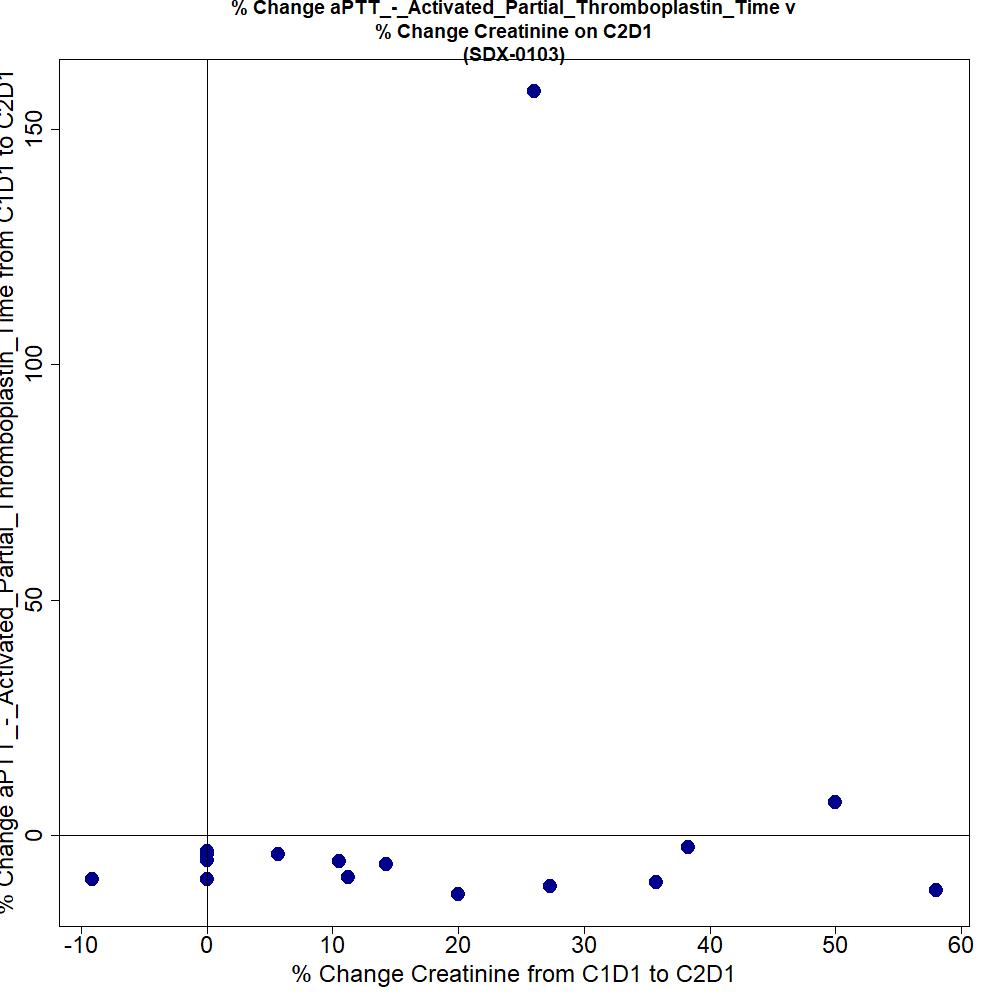 % Change aPTT_-_Activated_Partial_Thromboplastin_Time v
% Change Creatinine on C2D1
(SDX-0103)
% Change aPTT_-_Activated_Partial_Thromboplastin_Time from C1D1 to C2D1
150
100
50
0
-10 0 10 20 30 40 50 60
% Change Creatinine from C1D1 to C2D1